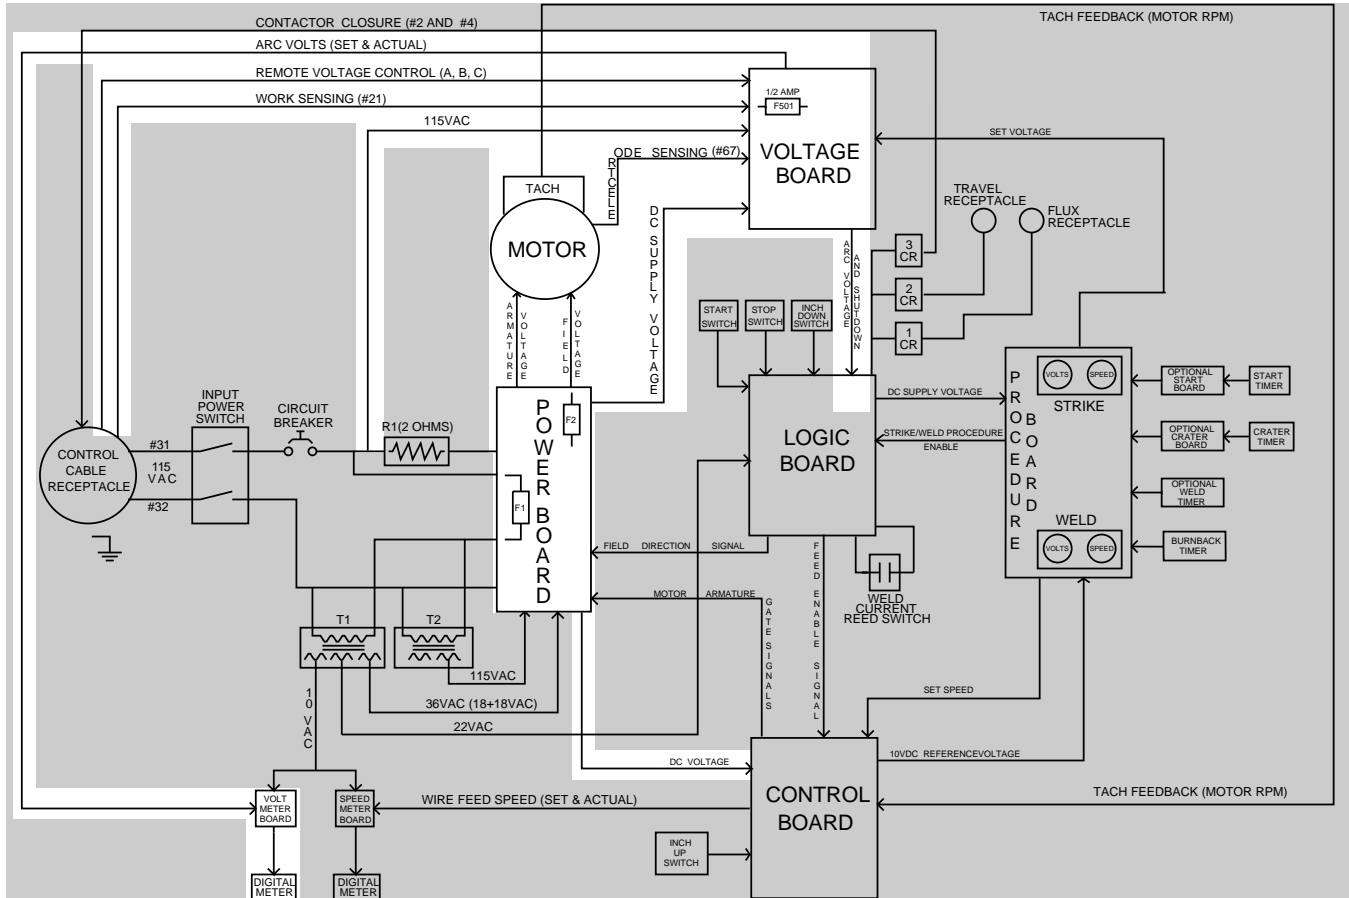 CONTACTOR CLOSURE (#2 AND #4)
TACH FEEDBACK (MOTOR RPM)
ARC VOLTS (SET & ACTUAL)
REMOTE VOLTAGE CONTROL (A, B, C)
WORK SENSING (#21)
115VAC
1/2 AMP
F501
VOLTAGE
BOARD
SET VOLTAGE
ODE SENSING (#67)
RTCELE
TACH
MOTOR
DC SUPPLY VOLTAGE
TRAVEL
RECEPTACLE
FLUX
RECEPTACLE
3
CR
2
CR
1
CR
ARC VOLTAGE
AND SHUTDOWN
START
SWITCH
STOP
SWITCH
INCH
DOWN
SWITCH
ARMATURE
VOLTAGE
FIELD
VOLTAGE
INPUT
POWER
SWITCH
CIRCUIT
BREAKER
R1(2 OHMS)
POWER BOARD
F2
F1
CONTROL
CABLE
RECEPTACLE
#31
115
VAC
#32
LOGIC
BOARD
DC SUPPLY VOLTAGE
STRIKE/WELD PROCEDURE
ENABLE
PROCEDURE
BOARD
VOLTS
SPEED
STRIKE
WELD
VOLTS
SPEED
OPTIONAL
START
BOARD
START
TIMER
OPTIONAL
CRATER
BOARD
CRATER
TIMER
OPTIONAL
WELD
TIMER
BURNBACK
TIMER
FIELD DIRECTION SIGNAL
MOTOR ARMATURE
GATE SIGNALS
FEED ENABLE SIGNAL
WELD
CURRENT
REED SWITCH
T1
T2
115VAC
36VAC (18+18VAC)
22VAC
10 VAC
SET SPEED
10VDC REFERENCEVOLTAGE
DC VOLTAGE
CONTROL
BOARD
TACH FEEDBACK (MOTOR RPM)
WIRE FEED SPEED (SET & ACTUAL)
VOLT
METER
BOARD
SPEED
METER
BOARD
INCH
UP
SWITCH
DIGITAL
METER
DIGITAL
METER